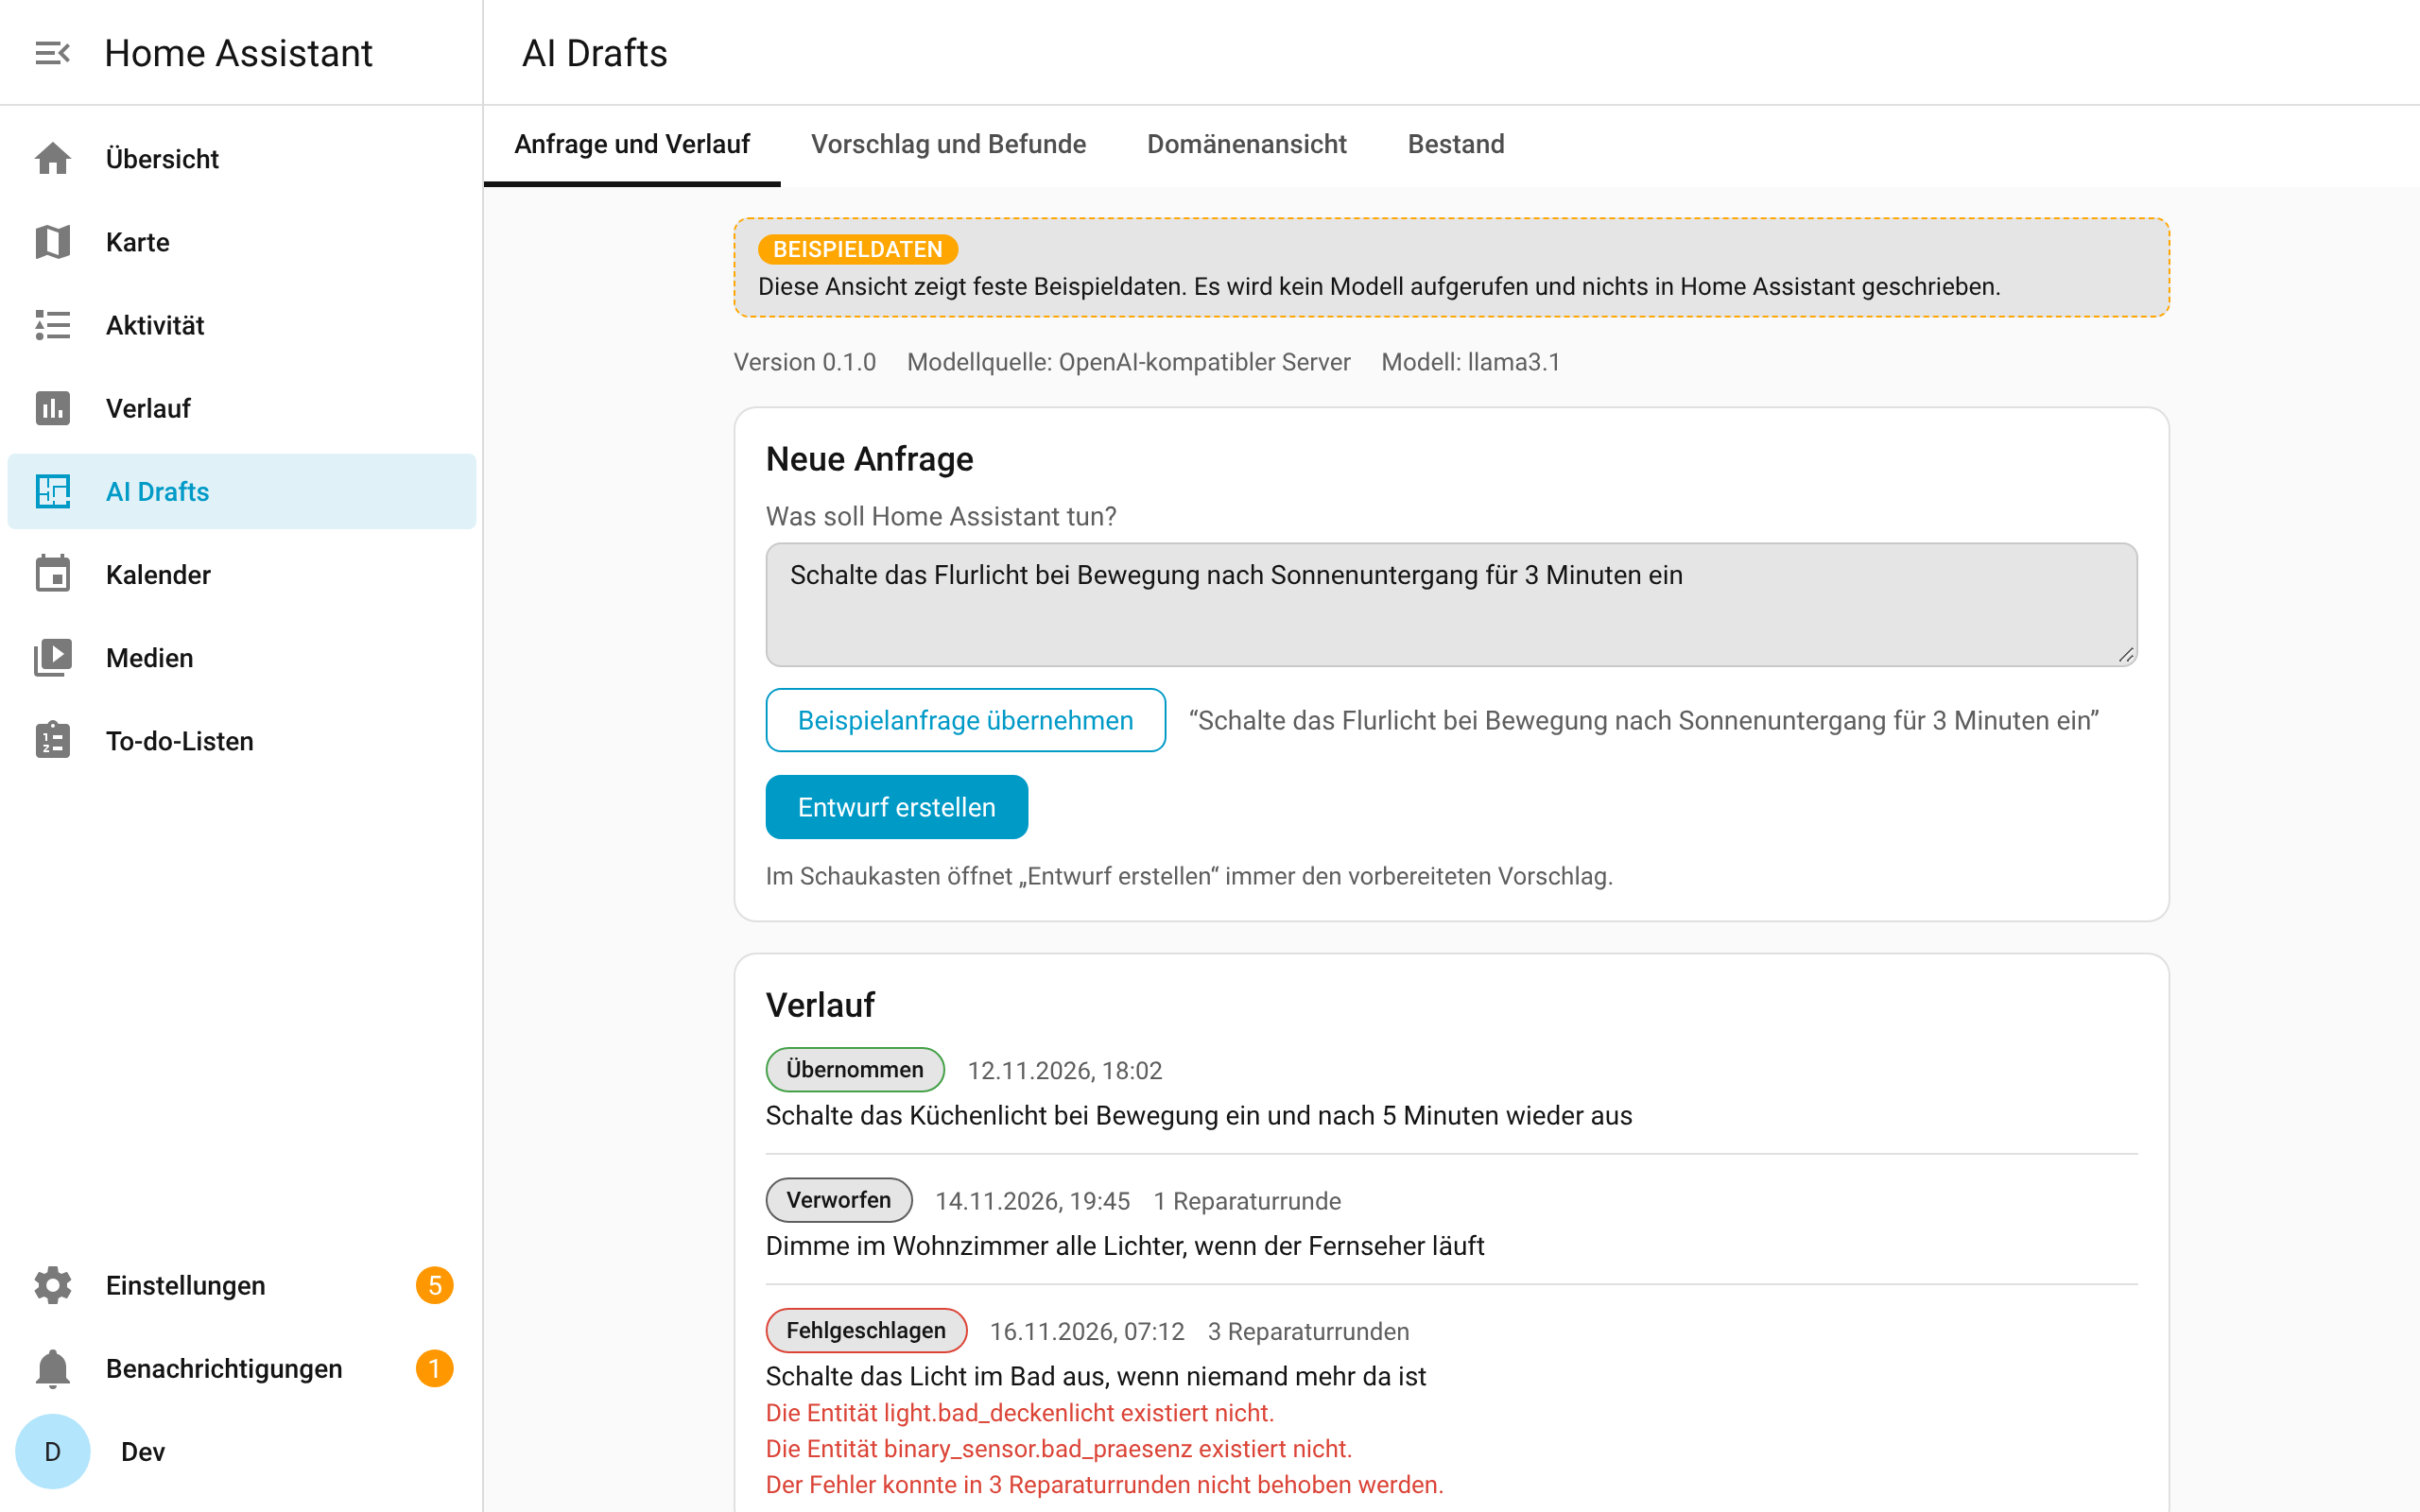 Home Assistant
Übersicht
Karte
Aktivität
Verlauf
AI Drafts
Kalender
Medien
To-do-Listen
Einstellungen 5
Benachrichtigungen 1
D Dev
AI Drafts
Anfrage und Verlauf Vorschlag und Befunde Domänenansicht Bestand
BEISPIELDATEN
Diese Ansicht zeigt feste Beispieldaten. Es wird kein Modell aufgerufen und nichts in Home Assistant geschrieben.
Version 0.1.0 Modellquelle: OpenAI-kompatibler Server Modell: llama3.1
Neue Anfrage
Was soll Home Assistant tun?
Schalte das Flurlicht bei Bewegung nach Sonnenuntergang für 3 Minuten ein
Beispielanfrage übernehmen “Schalte das Flurlicht bei Bewegung nach Sonnenuntergang für 3 Minuten ein”
Entwurf erstellen
Im Schaukasten öffnet „Entwurf erstellen“ immer den vorbereiteten Vorschlag.
Verlauf
Übernommen 12.11.2026, 18:02
Schalte das Küchenlicht bei Bewegung ein und nach 5 Minuten wieder aus
Verworfen 14.11.2026, 19:45 1 Reparaturrunde
Dimme im Wohnzimmer alle Lichter, wenn der Fernseher läuft
Fehlgeschlagen 16.11.2026, 07:12 3 Reparaturrunden
Schalte das Licht im Bad aus, wenn niemand mehr da ist
Die Entität light.bad_deckenlicht existiert nicht.
Die Entität binary_sensor.bad_praesenz existiert nicht.
Der Fehler konnte in 3 Reparaturrunden nicht behoben werden.